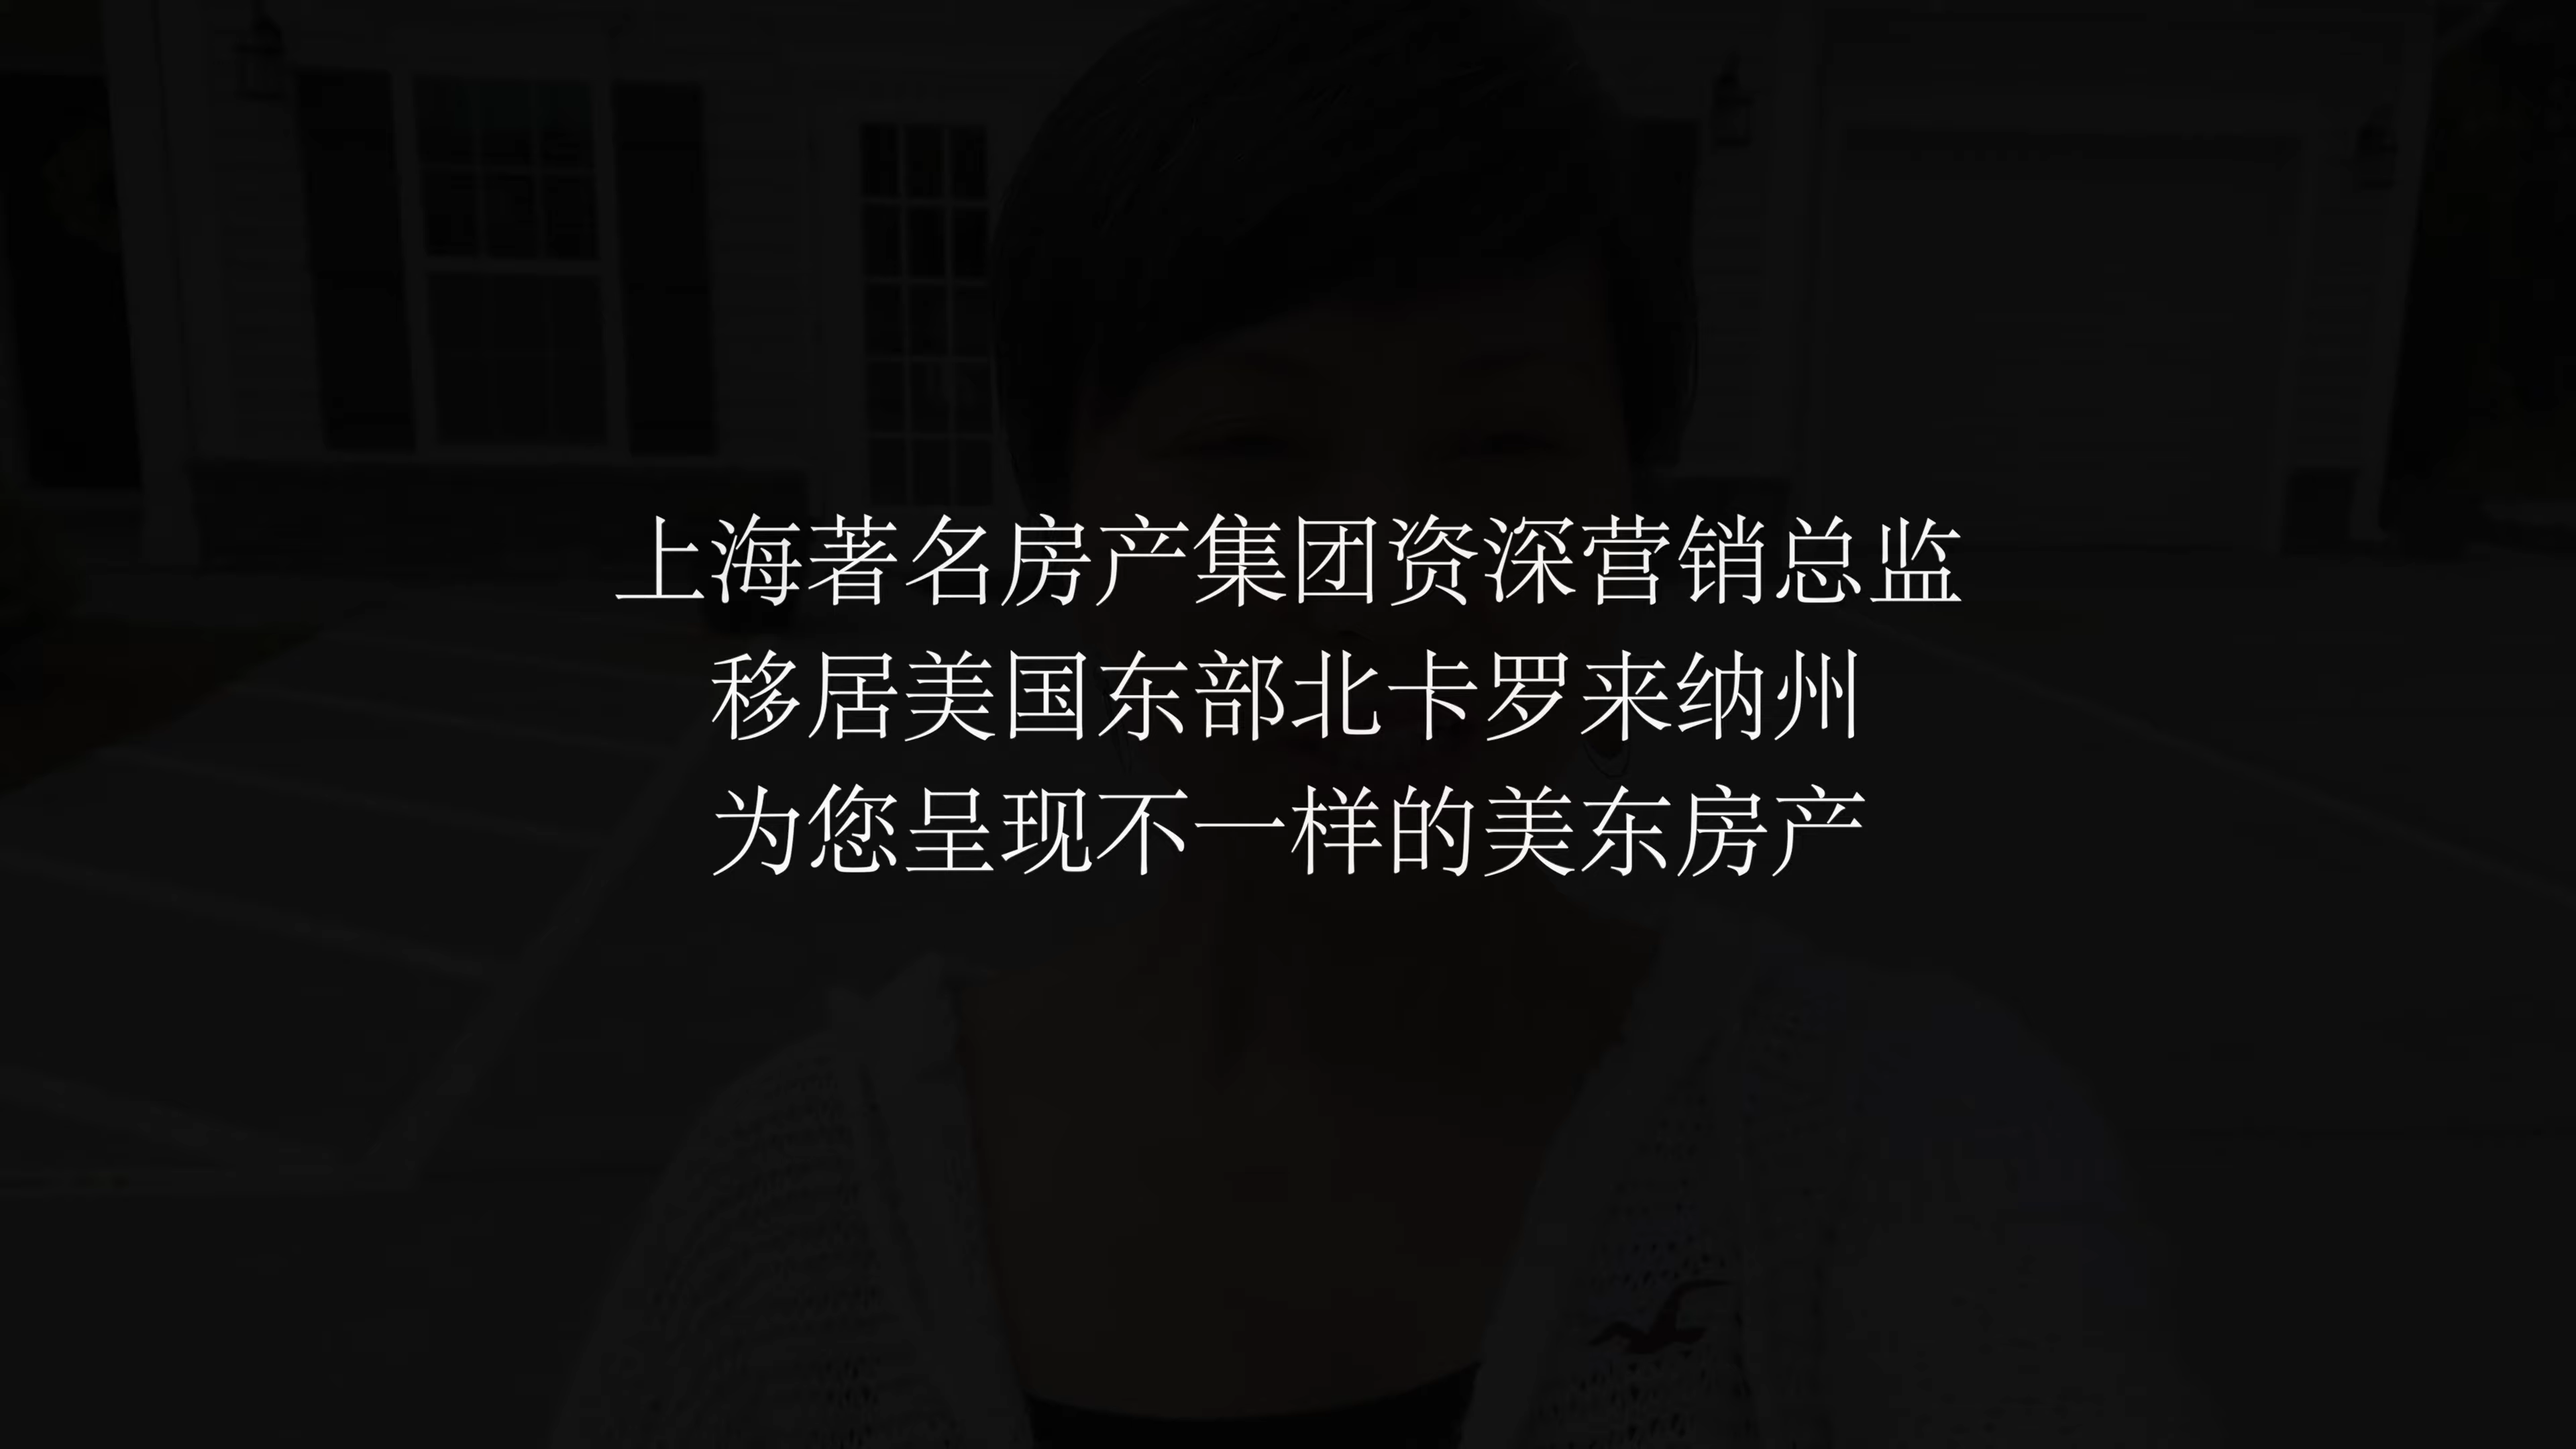 上海著名房产集团资深营销总监
移居美国东部北卡罗来纳州
为您呈现不一样的美东房产